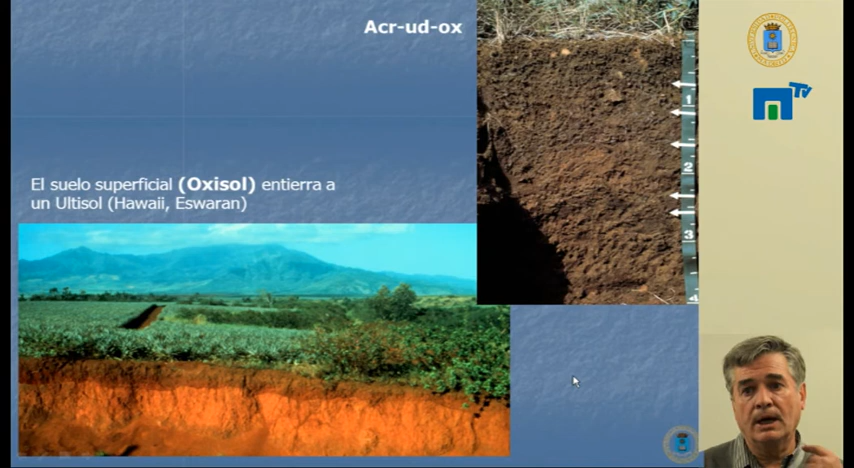 Acr-ud-ox
1
2
3
4
El suelo superficial (Oxisol) entierra a
un Ultisol (Hawaii, Eswaran)
TV